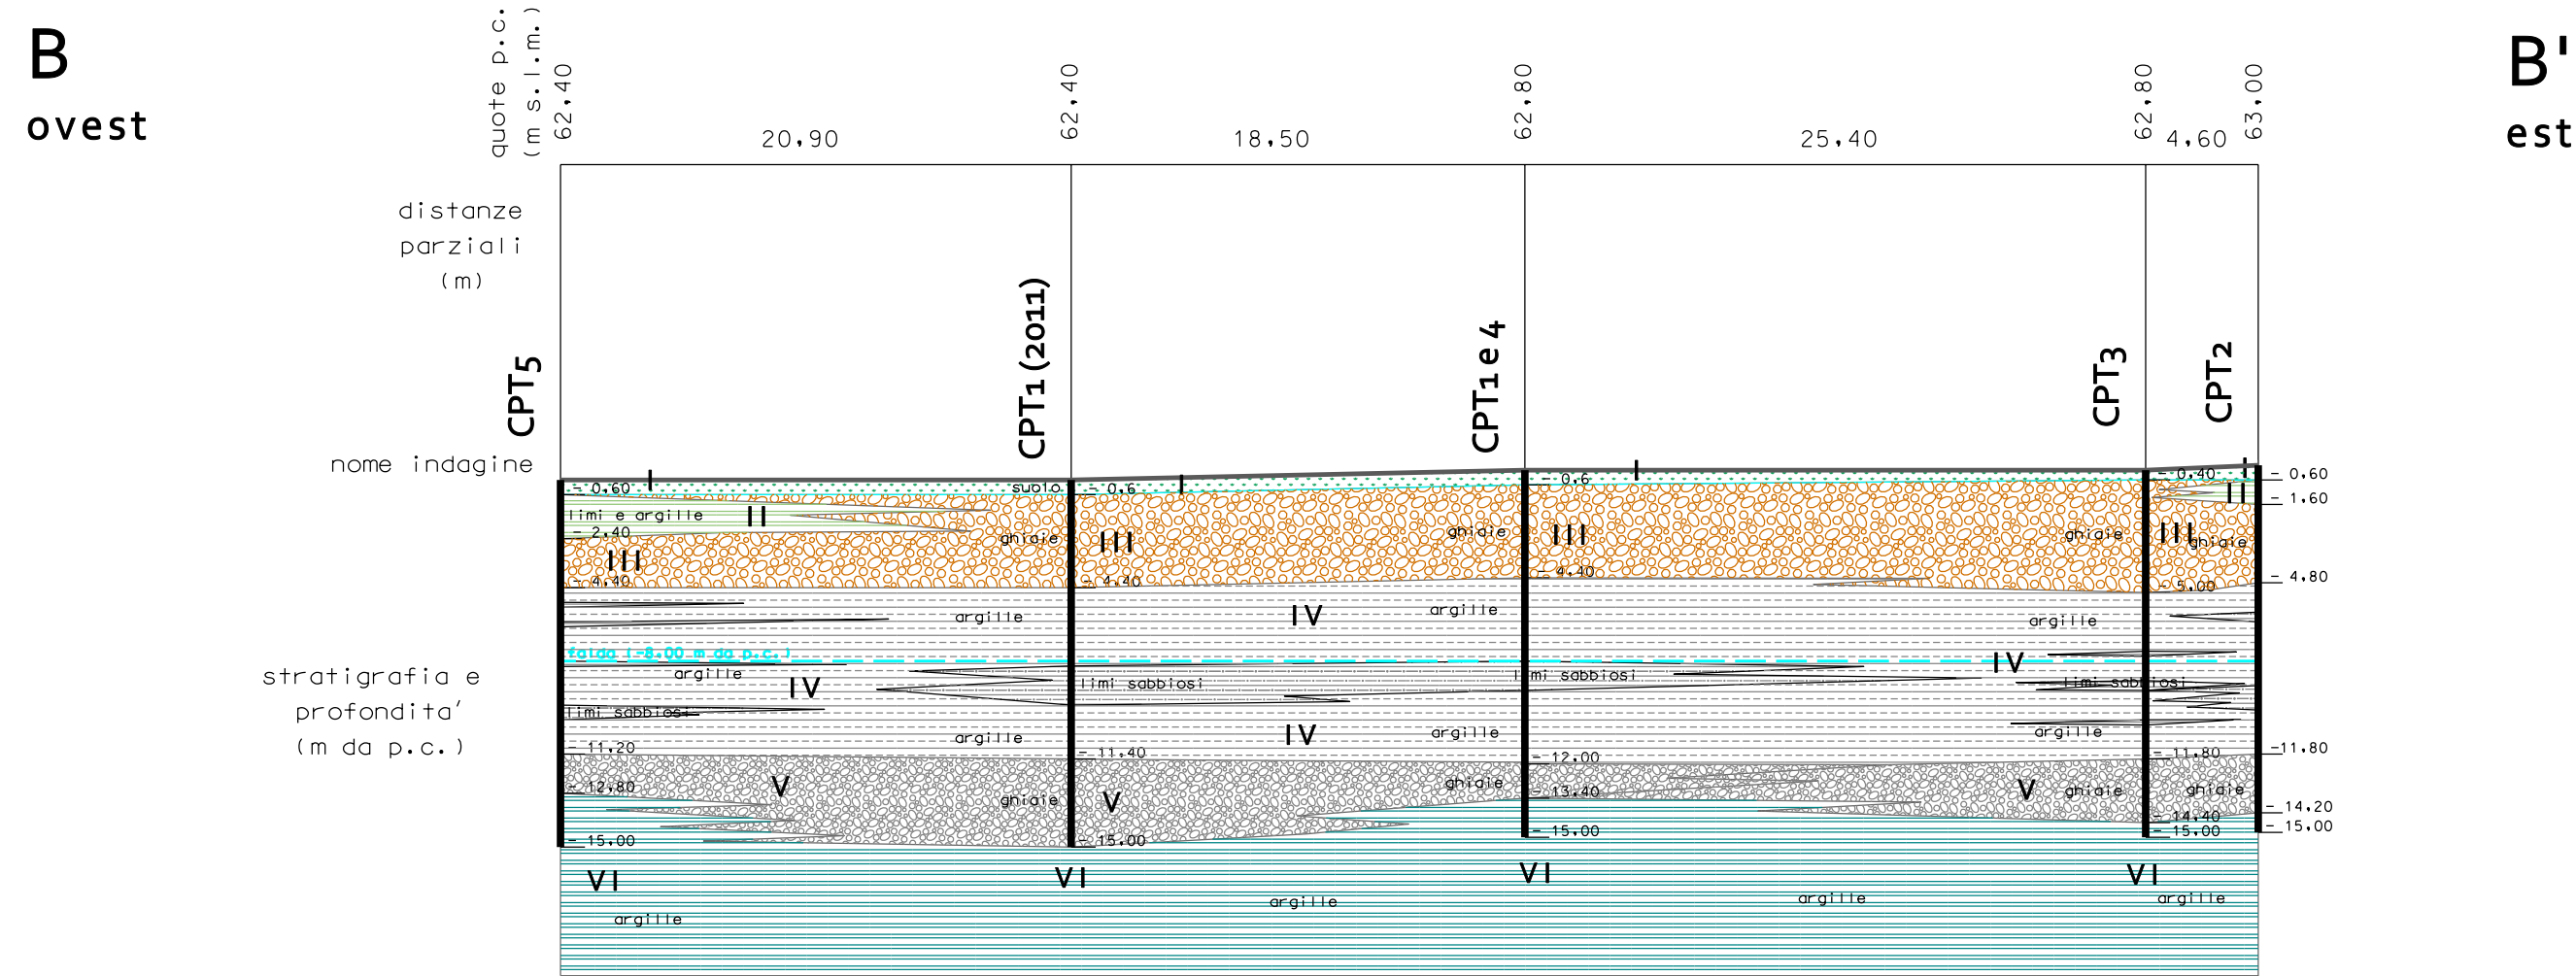 B
ovest
quote p.c.
(m s.l.m.)
62,40
62,40
62,80
62,80
63,00
B'
est
20,90
18,50
25,40
4,60
distanze
parziali
(m)
CPT5
CPT1 (2011)
CPT1 e 4
CPT3
CPT2
nome indagine
I
I
I
I
- 0,60
suolo
- 0,6
- 0,6
- 0,40
- 0,60
limi e argille
II
II
- 1,60
- 2,40
III
ghiaie
III
ghiaie
III
ghiaie
III
ghiaie
- 4,40
- 4,40
- 4,40
- 5,00
- 4,80
argille
IV
argille
argille
falda (-8.00 m da p.c.)
stratigrafia e
profondita'
(m da p.c.)
argille
IV
limi sabbiosi
limi sabbiosi
IV
limi sabbiosi
limi sabbiosi
argille
IV
argille
argille
- 11,20
- 11,40
- 12,00
- 11,80
-11,80
V
ghiaie
V
ghiaie
V
ghiaie
ghiaie
- 12,80
- 13,40
- 14,40
- 14,20
- 15,00
- 15,00
- 15,00
- 15,00
- 15,00
VI
VI
VI
VI
argille
argille
argille
argille